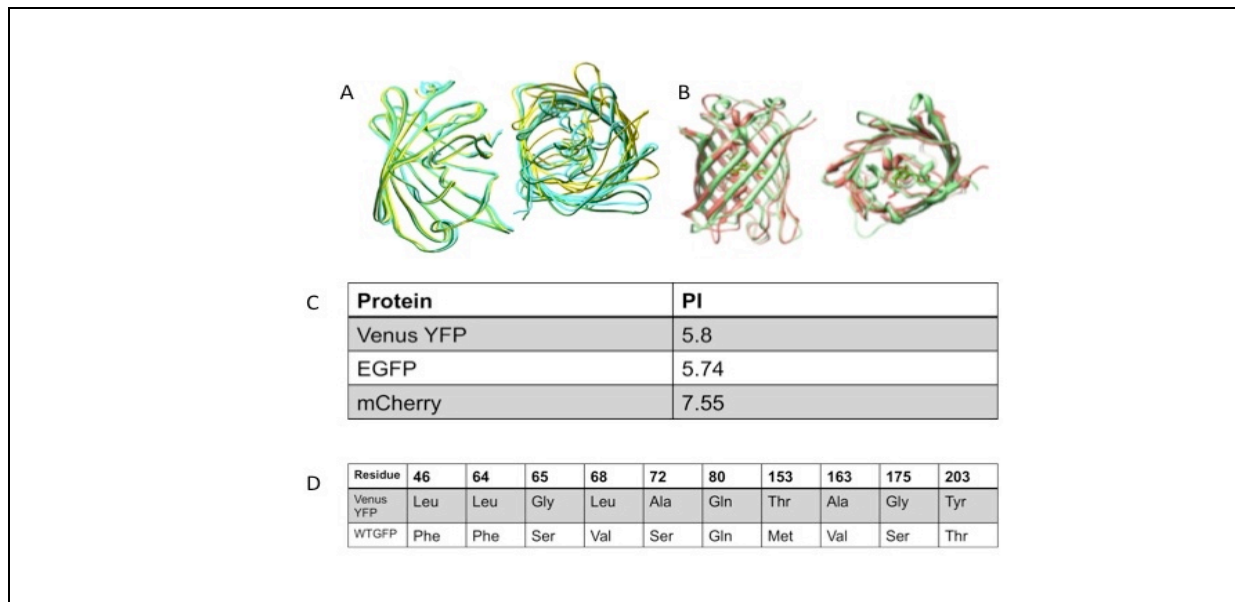 A
B
C
Protein PI
Venus YFP 5.8
EGFP 5.74
mCherry 7.55
D
Residue 46 64 65 68 72 80 153 163 175 203
Venus YFP Leu Leu Gly Leu Ala Gln Thr Ala Gly Tyr
WTGFP Phe Phe Ser Val Ser Gln Met Val Ser Thr